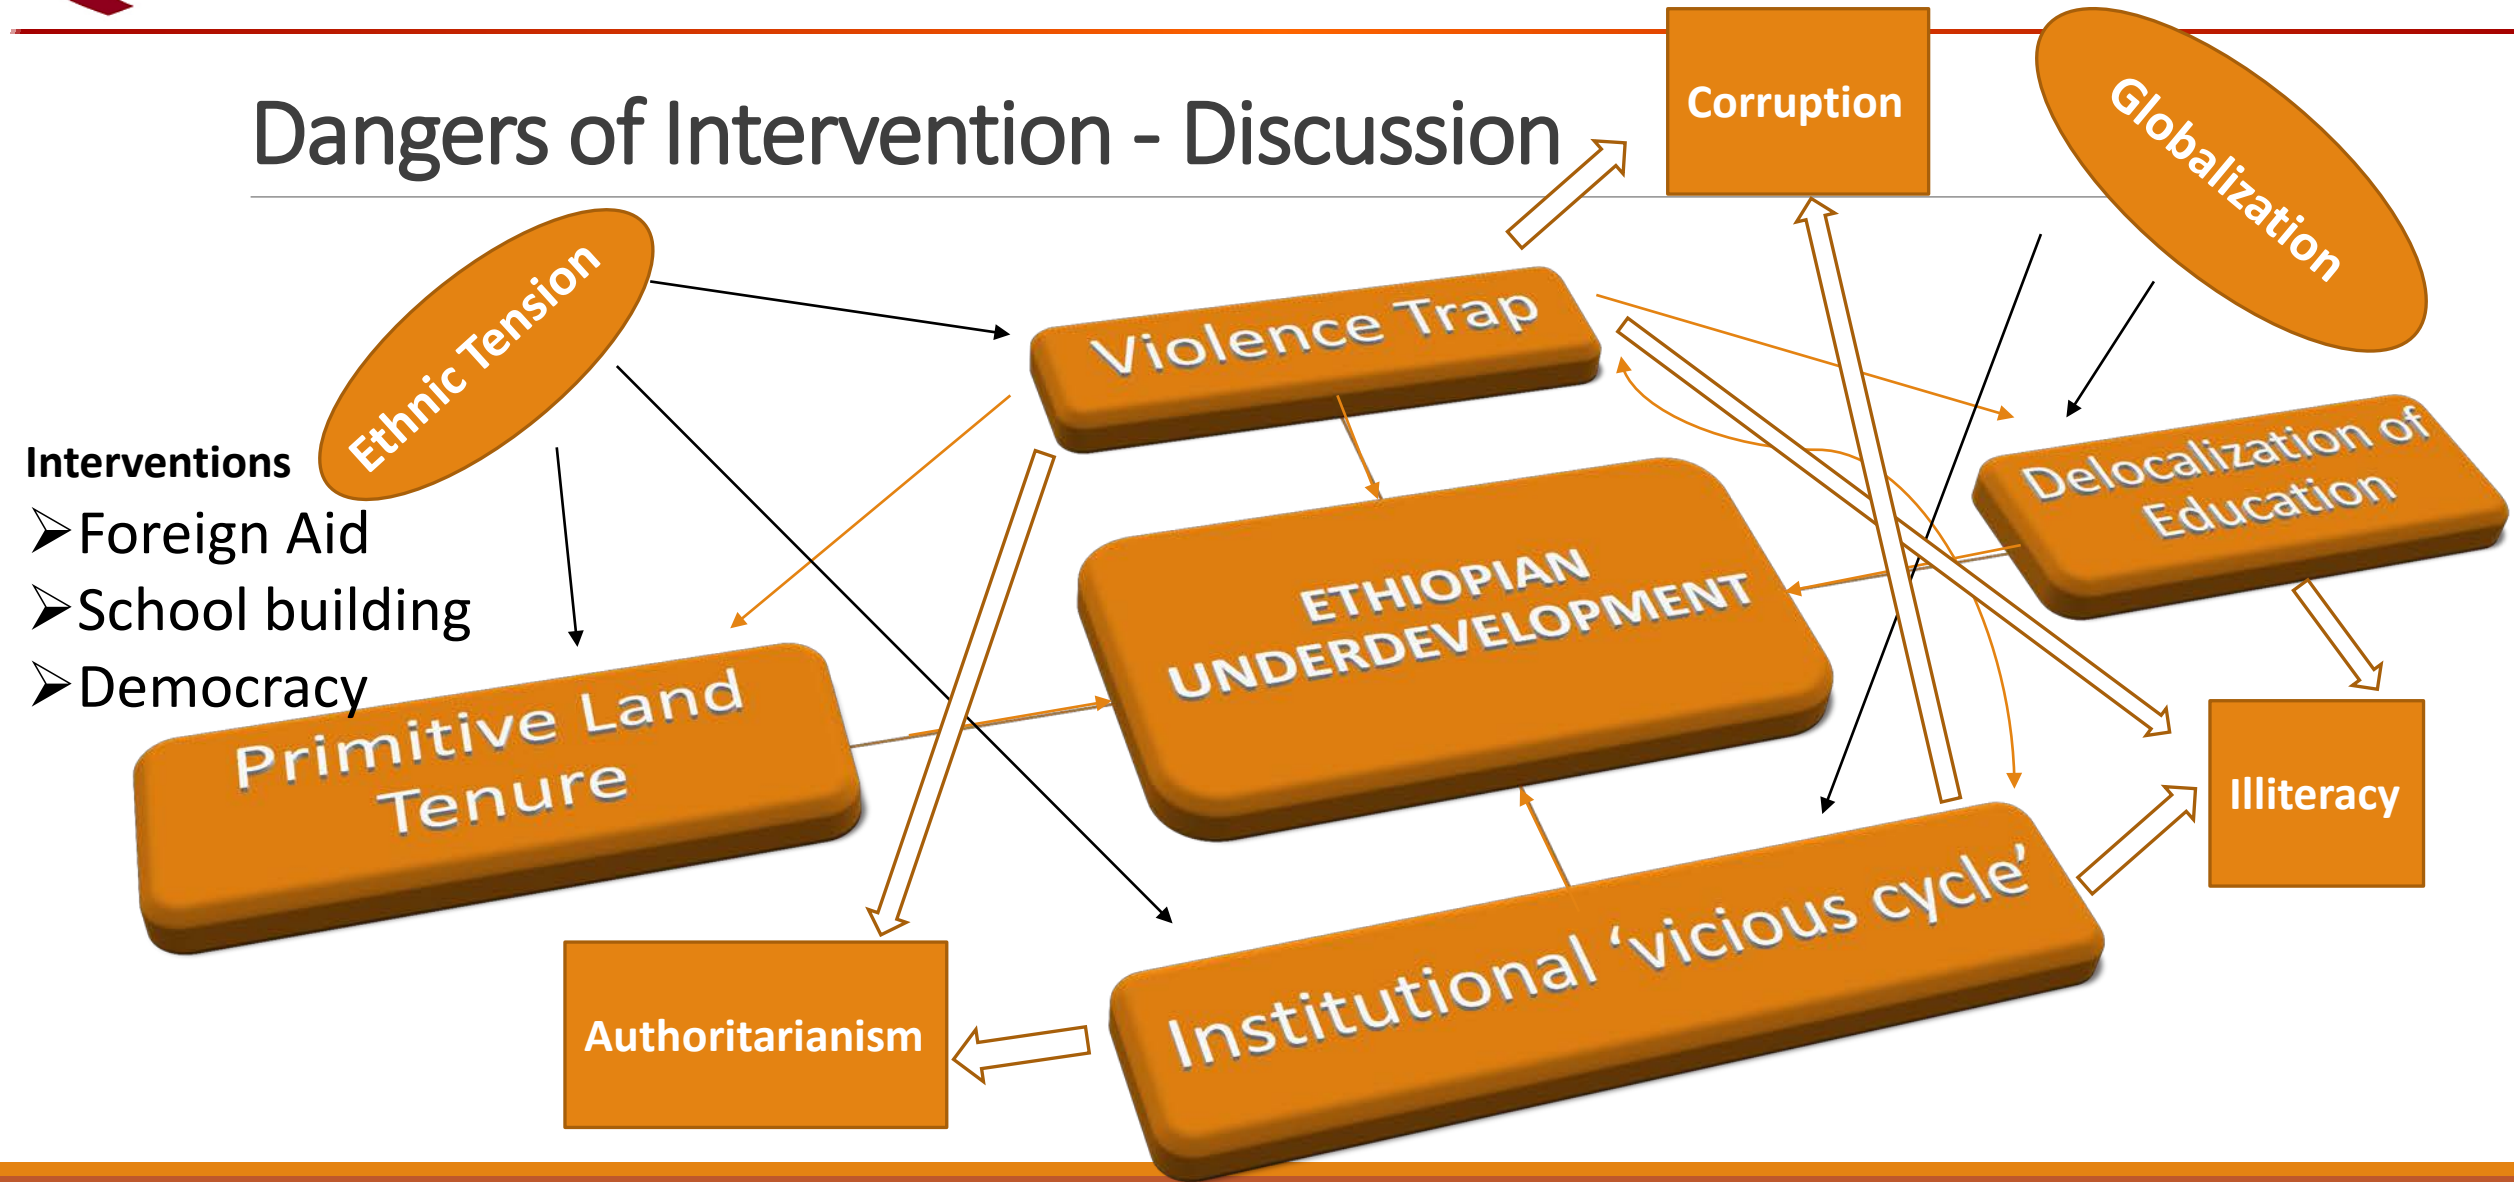 Dangers of Intervention - Discussion
Corruption
Globalization
Ethnic Tension
Violence Trap
Interventions
➢Foreign Aid
➢School building
➢Democracy
Delocalization of
Education
ETHIOPIAN
UNDERDEVELOPMENT
Primitive Land
Tenure
Illiteracy
Institutional ‘vicious cycle’
Authoritarianism